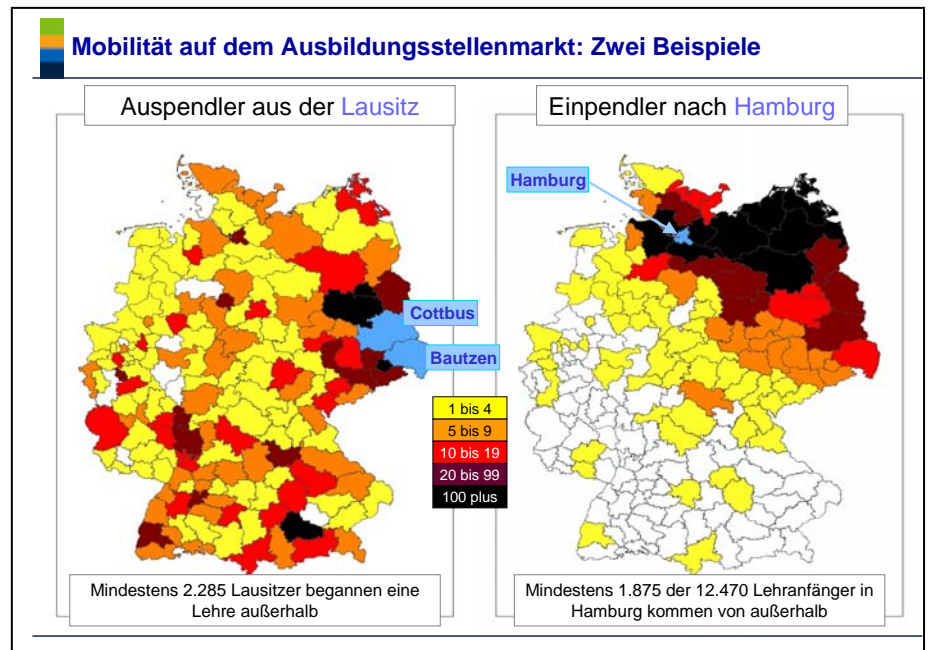 Mobilität auf dem Ausbildungsstellenmarkt: Zwei Beispiele
Auspendler aus der Lausitz
Einpendler nach Hamburg
Hamburg
Cottbus
Bautzen
1 bis 4
5 bis 9
10 bis 19
20 bis 99
100 plus
Mindestens 2.285 Lausitzer begannen eine
Lehre außerhalb
Mindestens 1.875 der 12.470 Lehranfänger in
Hamburg kommen von außerhalb